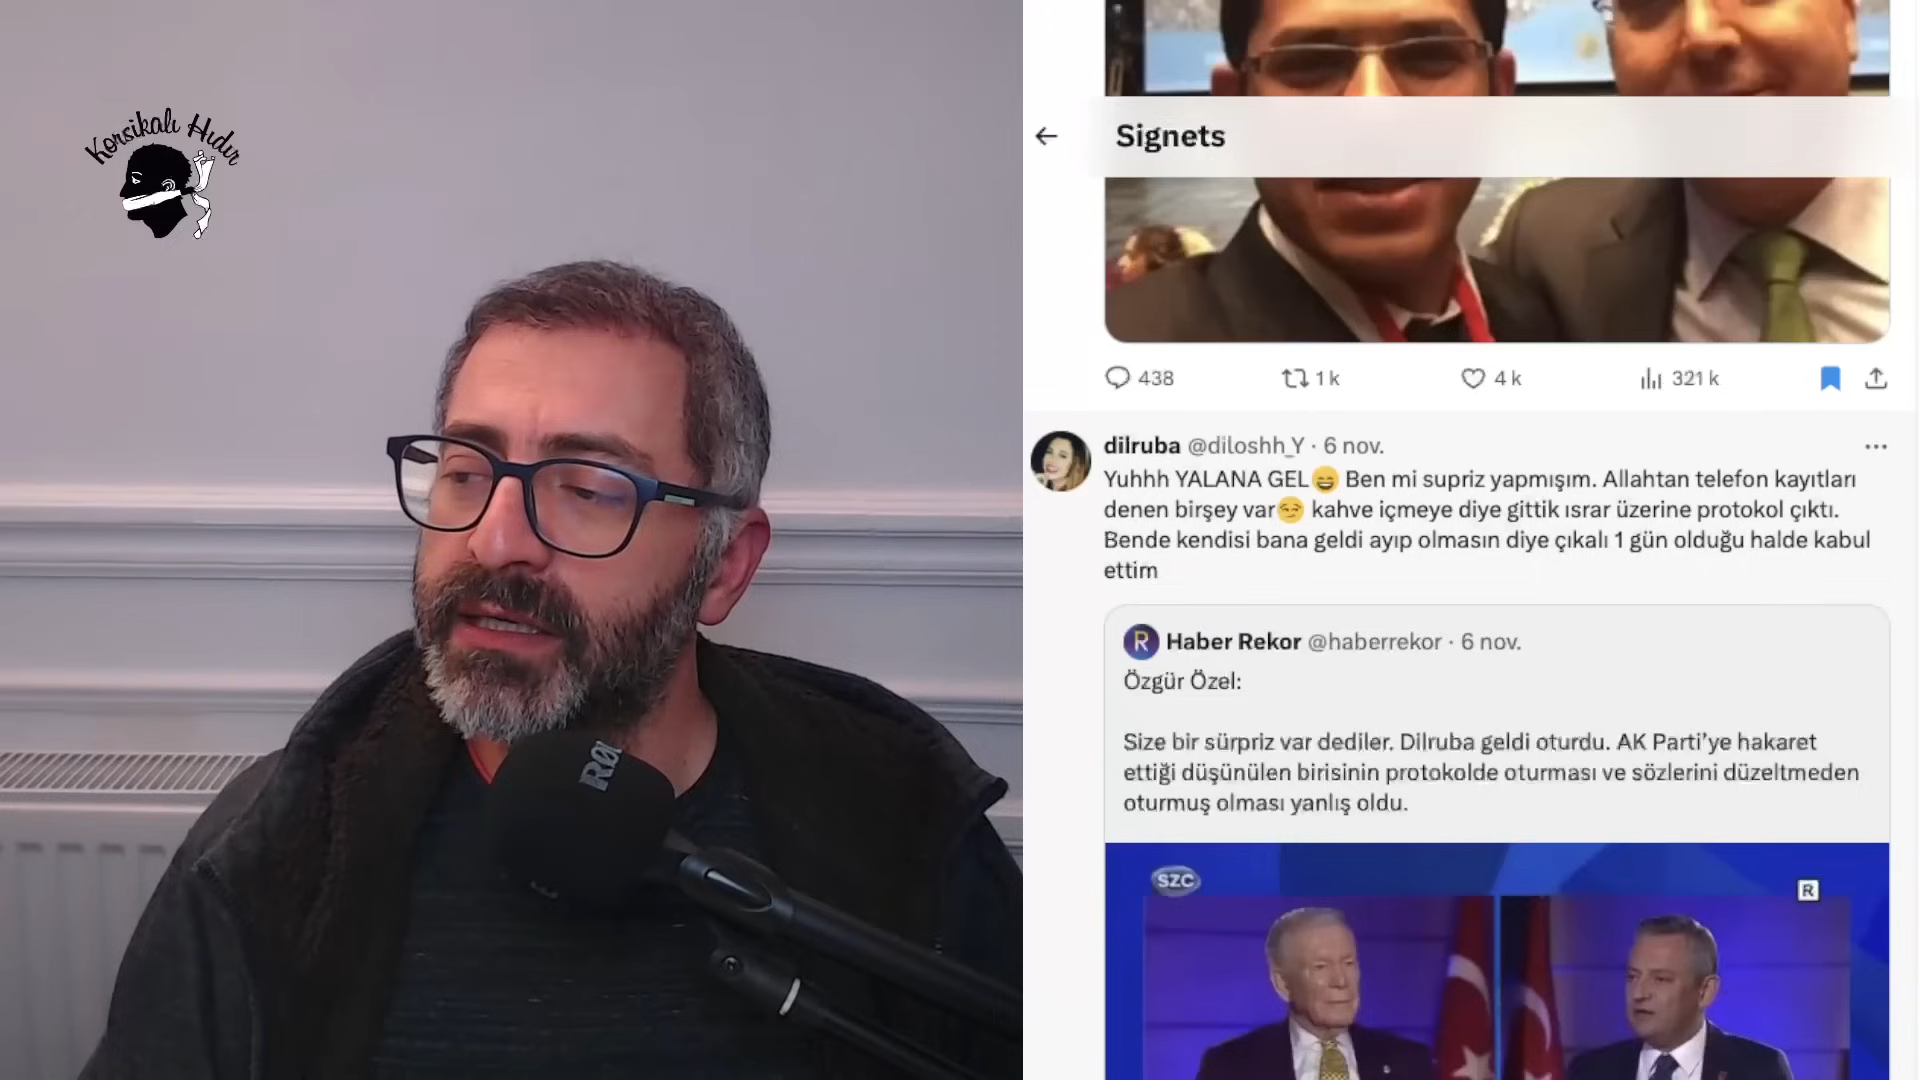 Korsikalı Hıdır
RØ
Signets
438
1 k
4 k
321 k
dilruba @diloshh_Y · 6 nov.
Yuhhh YALANA GEL😄 Ben mi supriz yapmışım. Allahtan telefon kayıtları
denen birşey var😏 kahve içmeye diye gittik ısrar üzerine protokol çıktı.
Bende kendisi bana geldi ayıp olmasın diye çıkalı 1 gün olduğu halde kabul
ettim
R Haber Rekor @haberrekor · 6 nov.
Özgür Özel:
Size bir sürpriz var dediler. Dilruba geldi oturdu. AK Parti’ye hakaret
ettiği düşünülen birisinin protokolde oturması ve sözlerini düzeltmeden
oturmuş olması yanlış oldu.
SZC
R